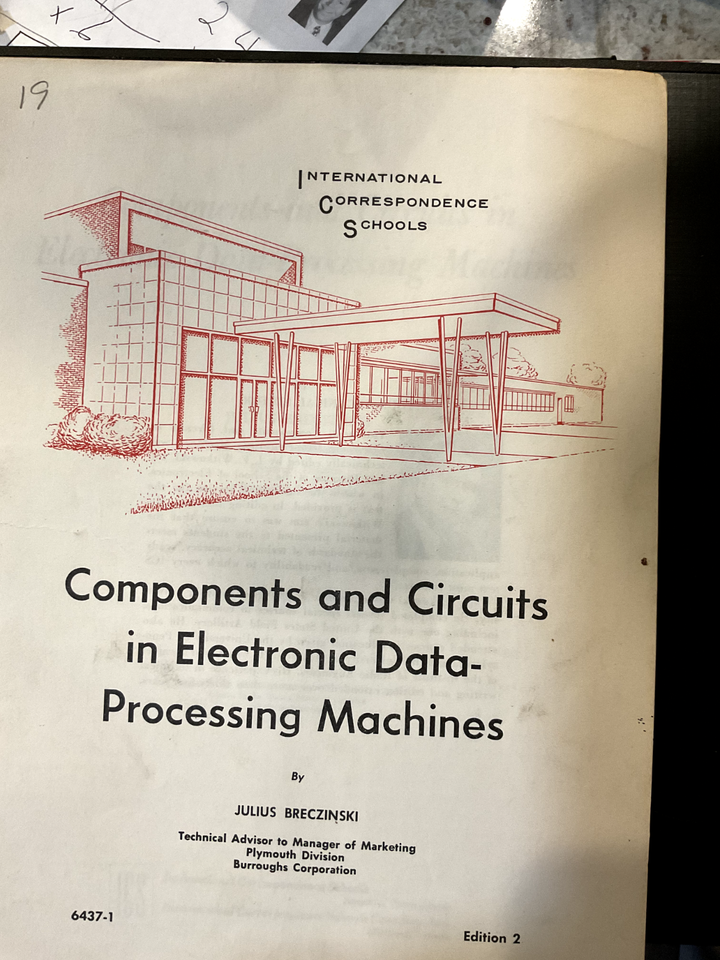 19
INTERNATIONAL
CORRESPONDENCE
SCHOOLS
Components and Circuits
in Electronic Data-
Processing Machines
By
JULIUS BRECZINSKI
Technical Advisor to Manager of Marketing
Plymouth Division
Burroughs Corporation
6437-1
Edition 2